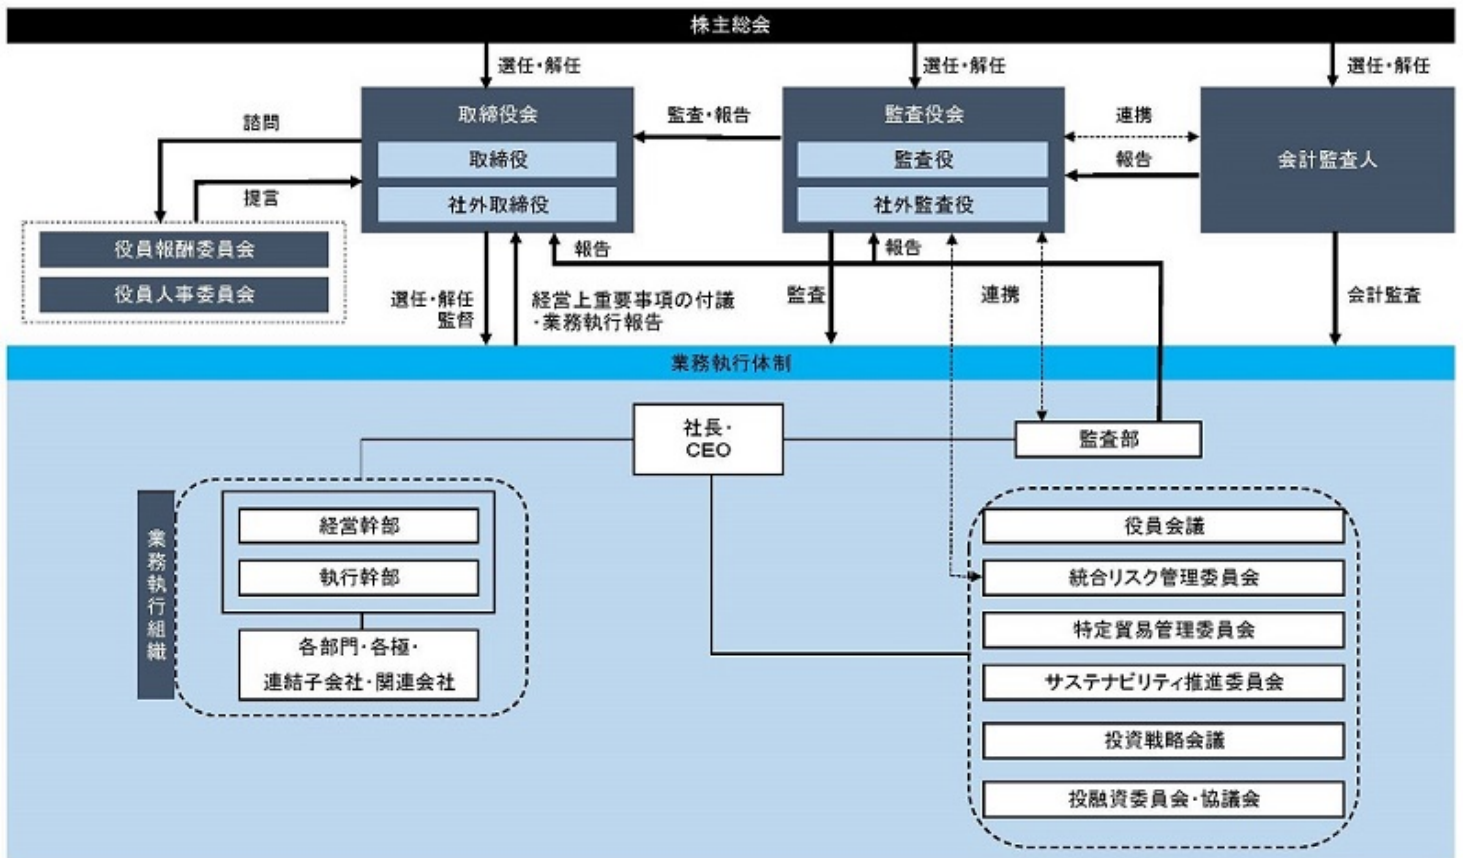 株主総会
選任・解任
選任・解任
選任・解任
取締役会
取締役
社外取締役
監査・報告
監査役会
監査役
社外監査役
連携
報告
会計監査人
諮問
提言
役員報酬委員会
役員人事委員会
選任・解任
監督
報告
経営上重要事項の付議
・業務執行報告
監査
報告
連携
会計監査
業務執行体制
社長・
CEO
監査部
業務執行組織
経営幹部
執行幹部
各部門・各極・
連結子会社・関連会社
役員会議
統合リスク管理委員会
特定貿易管理委員会
サステナビリティ推進委員会
投資戦略会議
投融資委員会・協議会